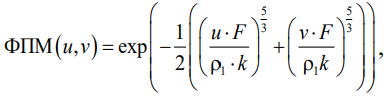 ФПМ(u,v) = exp(-1/2((u·F/ρ₁·k)^(5/3) + (v·F/ρ₁k)^(5/3))),